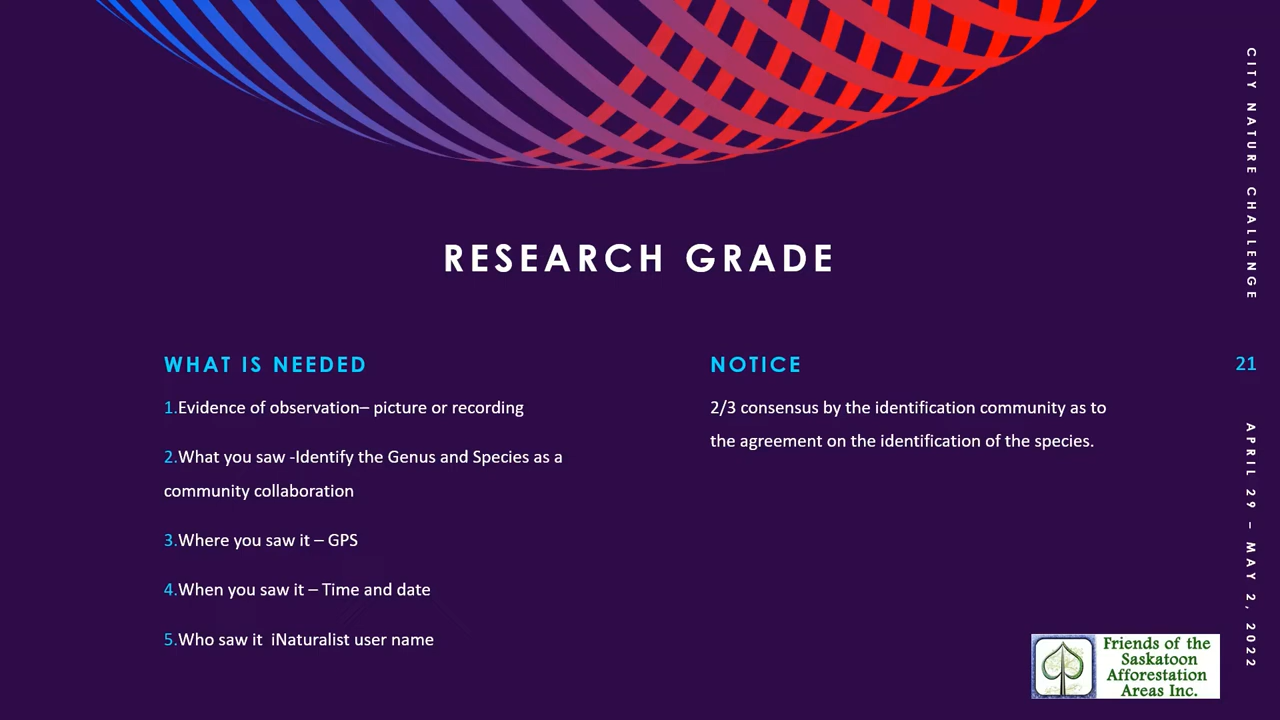 RESEARCH GRADE
WHAT IS NEEDED
1.Evidence of observation– picture or recording
2.What you saw -Identify the Genus and Species as a
community collaboration
3.Where you saw it – GPS
4.When you saw it – Time and date
5.Who saw it  iNaturalist user name
NOTICE
2/3 consensus by the identification community as to
the agreement on the identification of the species.
CITY NATURE CHALLENGE
21
APRIL 29 – MAY 2, 2022
Friends of the
Saskatoon
Afforestation
Areas Inc.